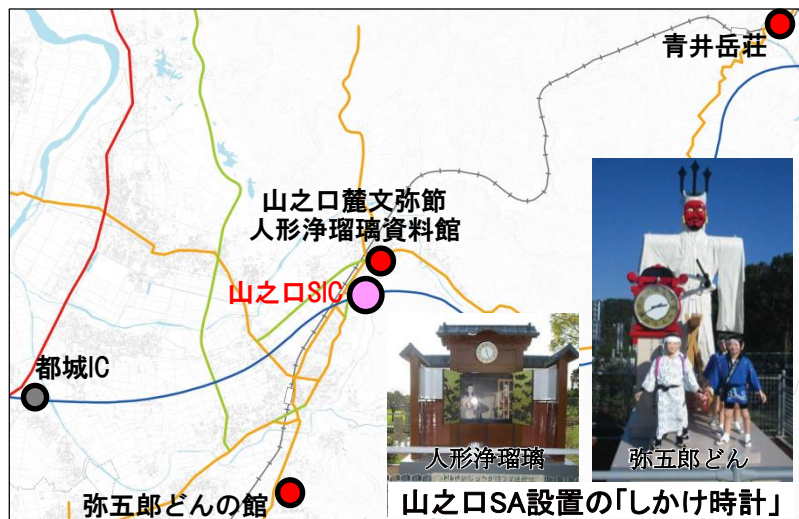 青井岳荘
山之口麓文弥節
人形浄瑠璃資料館
山之口SIC
都城IC
人形浄瑠璃
弥五郎どん
弥五郎どんの館
山之口SA設置の「しかけ時計」